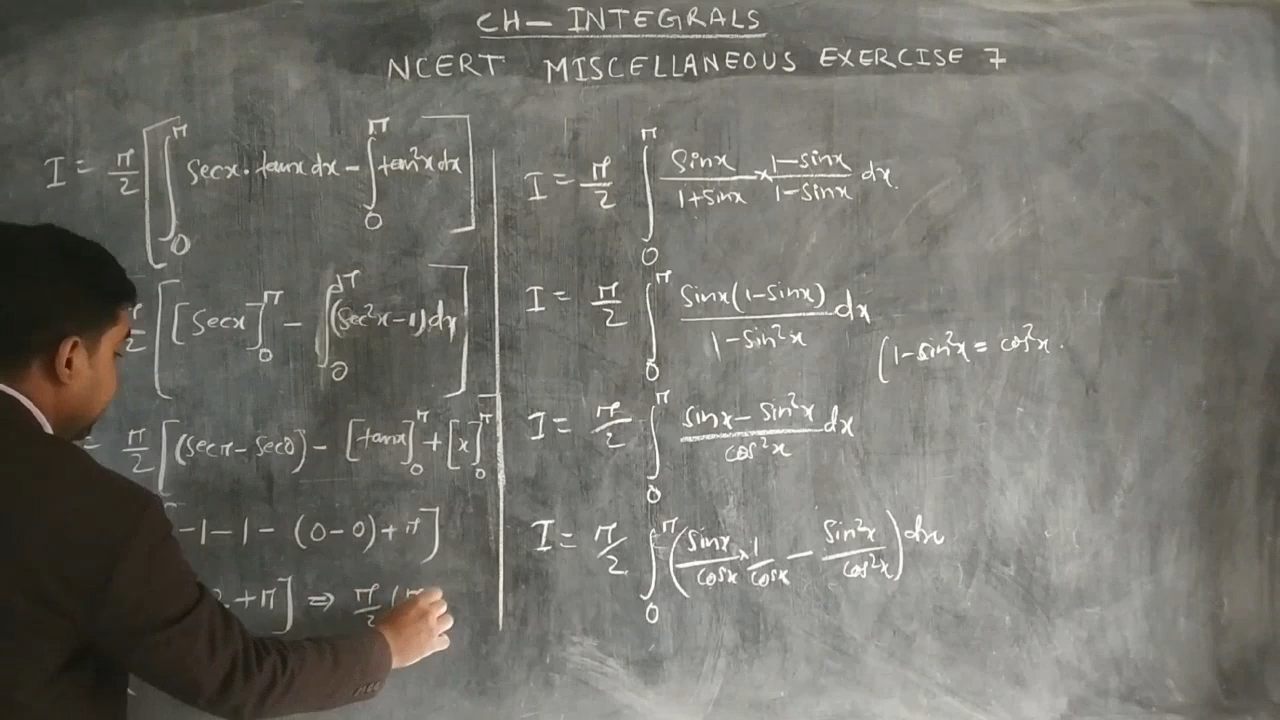 CH- INTEGRALS
NCERT MISCELLANEOUS EXERCISE 7
I = π/2 [∫₀^π secx·tanx dx - ∫₀^π tan²x dx]
π/2 [[secx]₀^π - ∫₀^π (sec²x-1)dx]
= π/2 [(secπ-sec0) - [tanx]₀^π + [x]₀^π
-1-1-(0-0)+π]
2+π] ⇒ π/2 (π
I = π/2 ∫₀^π sinx/(1+sinx) × (1-sinx)/(1-sinx) dx.
I = π/2 ∫₀^π sinx(1-sinx)/(1-sin²x) dx
(1-sin²x = cos²x.
I = π/2 ∫₀^π (sinx-sin²x)/cos²x dx
I = π/2 ∫₀^π (sinx/cosx × 1/cosx - sin²x/cos²x) dx